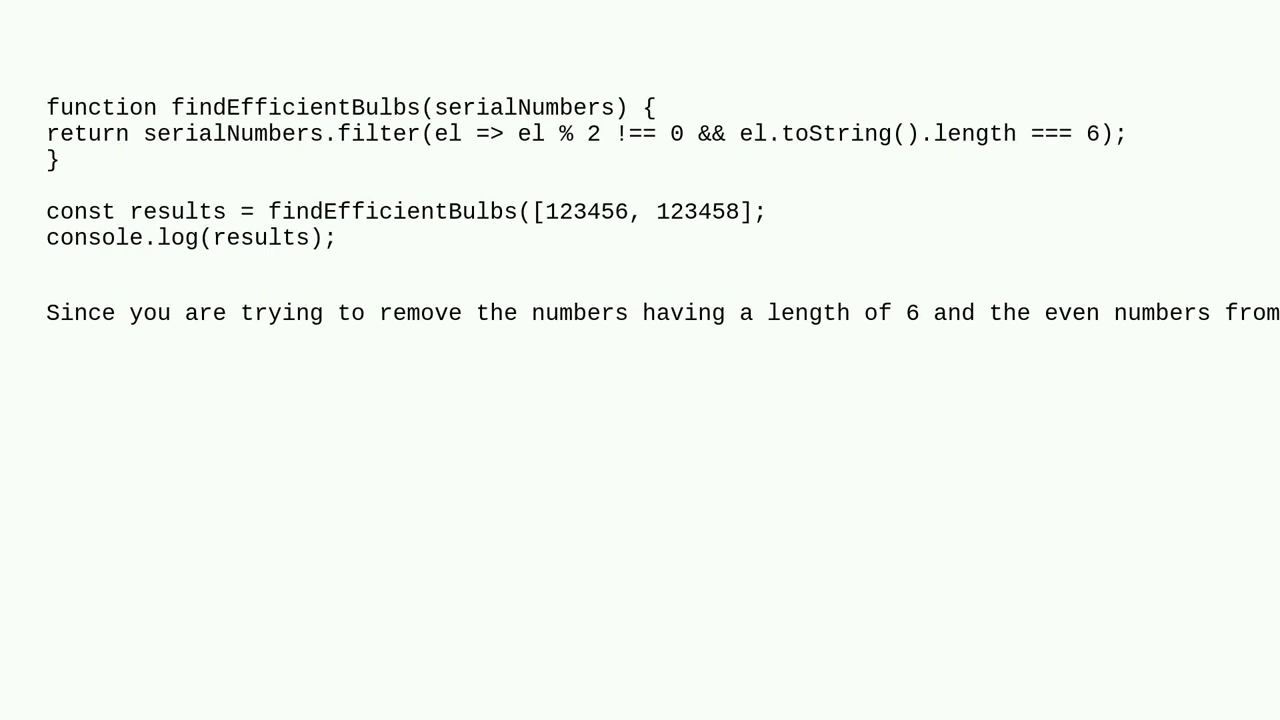 function findEfficientBulbs(serialNumbers) {
return serialNumbers.filter(el => el % 2 !== 0 && el.toString().length === 6);
}
const results = findEfficientBulbs([123456, 123458];
console.log(results);
Since you are trying to remove the numbers having a length of 6 and the even numbers from